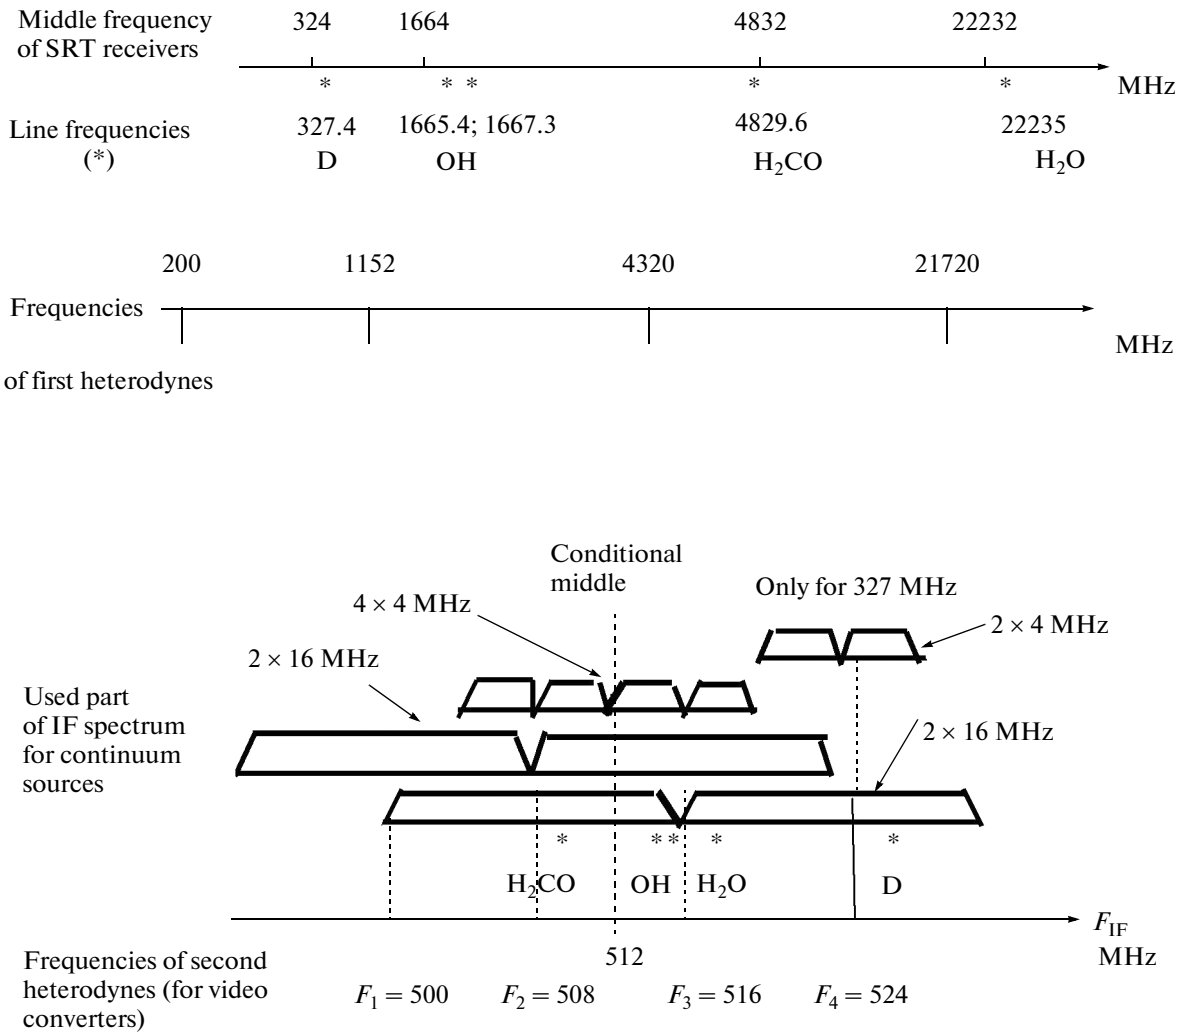 Middle frequency
of SRT receivers
324 1664 4832 22232
* * * * *
MHz
Line frequencies
(*)
327.4 1665.4; 1667.3 4829.6 22235
D OH H₂CO H₂O
200 1152 4320 21720
Frequencies
of first heterodynes
MHz
Conditional
middle
Only for 327 MHz
4 × 4 MHz
2 × 4 MHz
2 × 16 MHz
2 × 16 MHz
Used part
of IF spectrum
for continuum
sources
* * * * *
H₂CO OH H₂O D
F_IF
MHz
512
Frequencies of second
heterodynes (for video
converters)
F₁ = 500 F₂ = 508 F₃ = 516 F₄ = 524